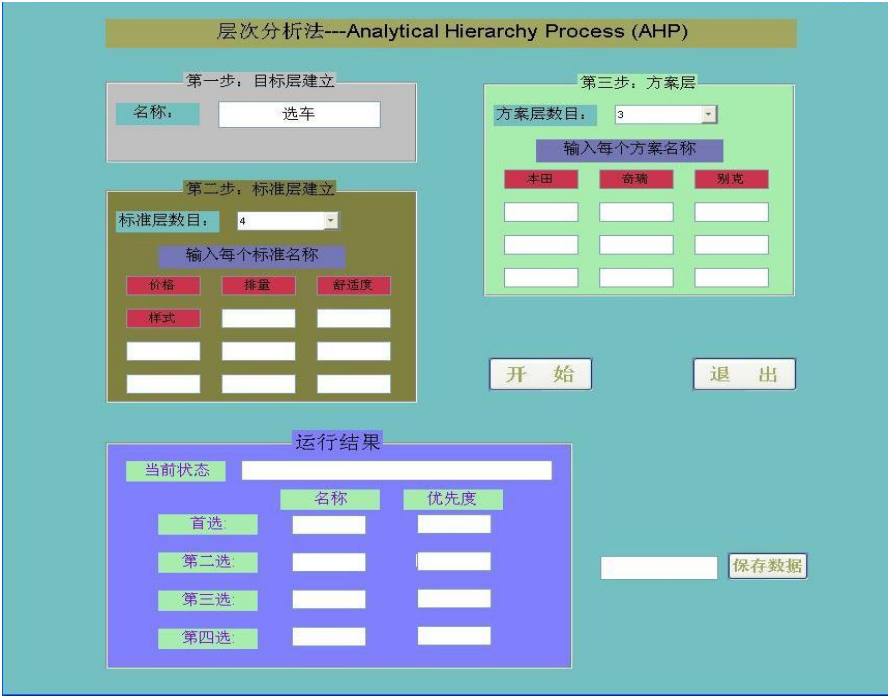 层次分析法---Analytical Hierarchy Process (AHP)
第一步：目标层建立
名称：
选车
第二步：标准层建立
标准层数目：
4
输入每个标准名称
价格 排量 舒适度
样式
第三步：方案层
方案层数目：
3
输入每个方案名称
本田 奇瑞 别克
开 始
退 出
运行结果
当前状态
名称 优先度
首选:
第二选:
第三选:
第四选:
保存数据